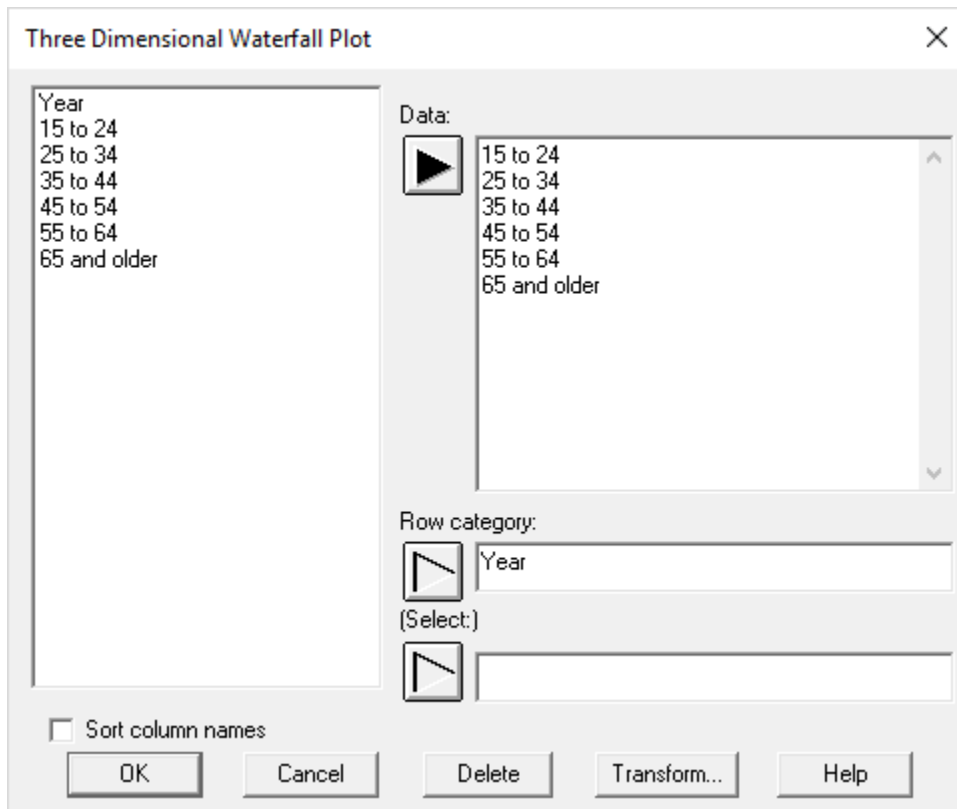 Three Dimensional Waterfall Plot
Year
15 to 24
25 to 34
35 to 44
45 to 54
55 to 64
65 and older
Data:
15 to 24
25 to 34
35 to 44
45 to 54
55 to 64
65 and older
Row category:
Year
(Select:)
Sort column names
OK Cancel Delete Transform... Help